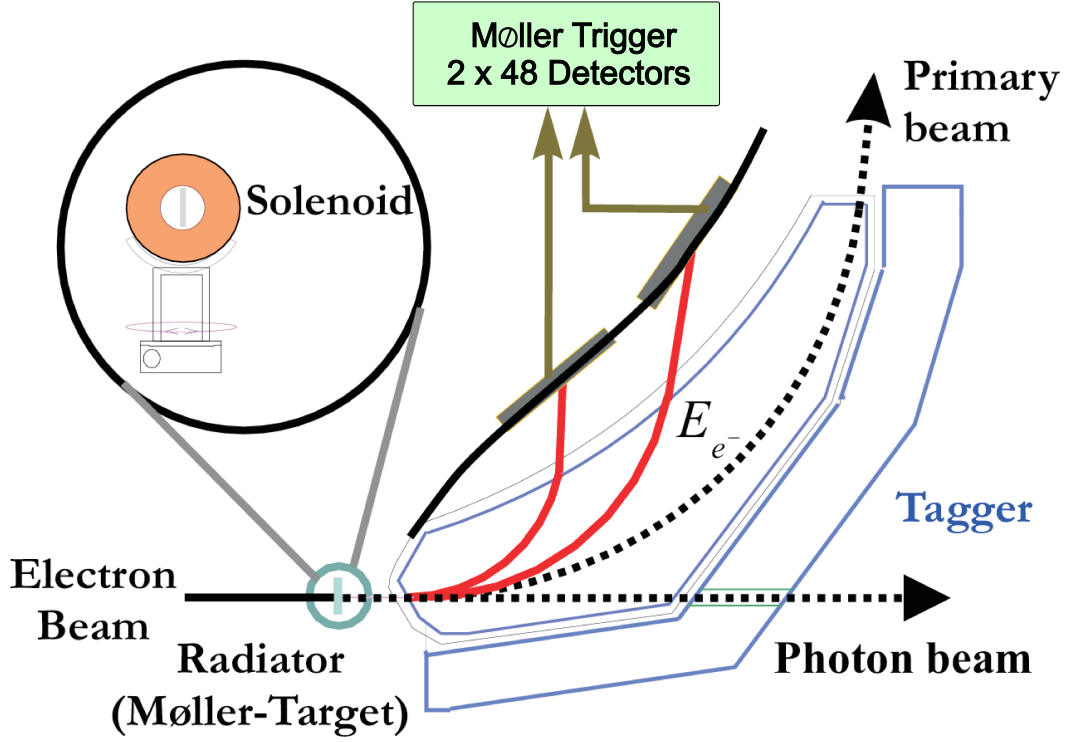 Møller Trigger
2 x 48 Detectors
Primary
beam
Solenoid
E e⁻
Tagger
Electron
Beam
Radiator
(Møller-Target)
Photon beam